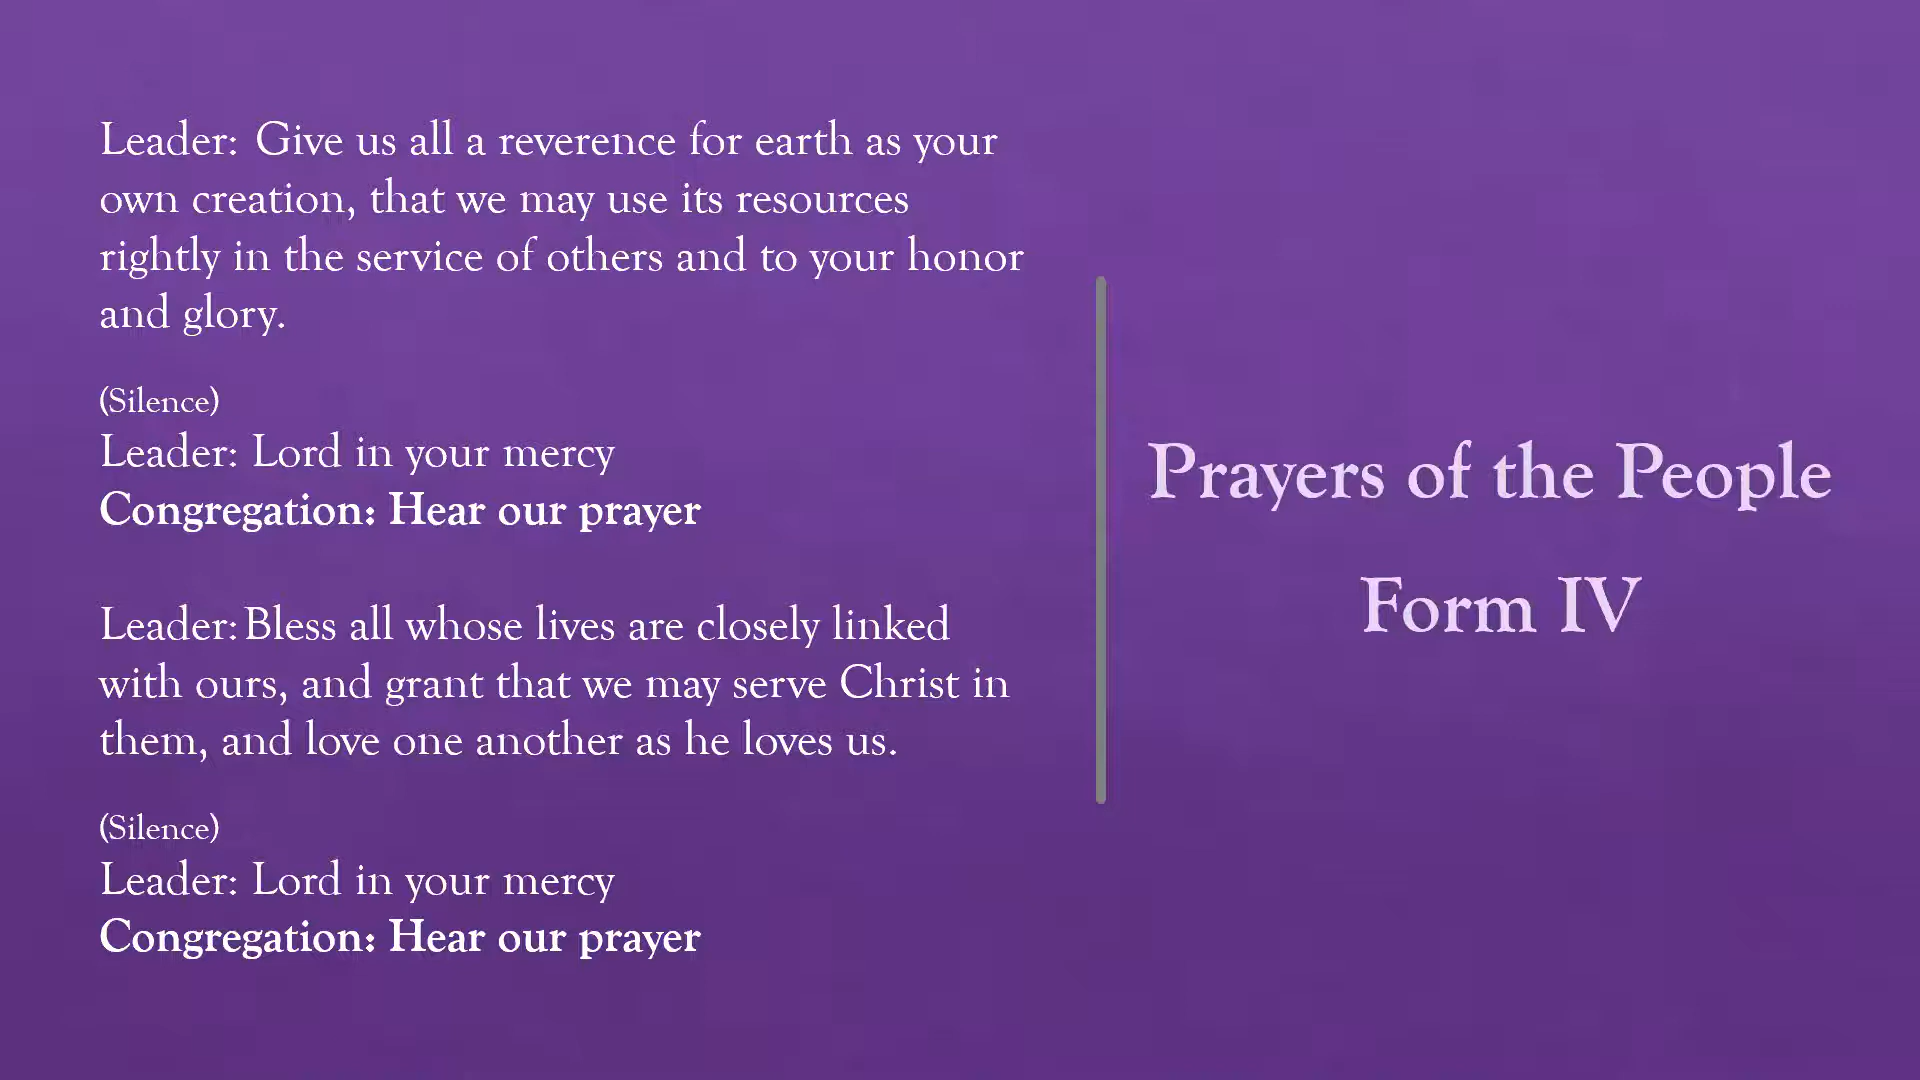 Leader: Give us all a reverence for earth as your
own creation, that we may use its resources
rightly in the service of others and to your honor
and glory.
(Silence)
Leader: Lord in your mercy
Congregation: Hear our prayer
Leader: Bless all whose lives are closely linked
with ours, and grant that we may serve Christ in
them, and love one another as he loves us.
(Silence)
Leader: Lord in your mercy
Congregation: Hear our prayer
Prayers of the People
Form IV